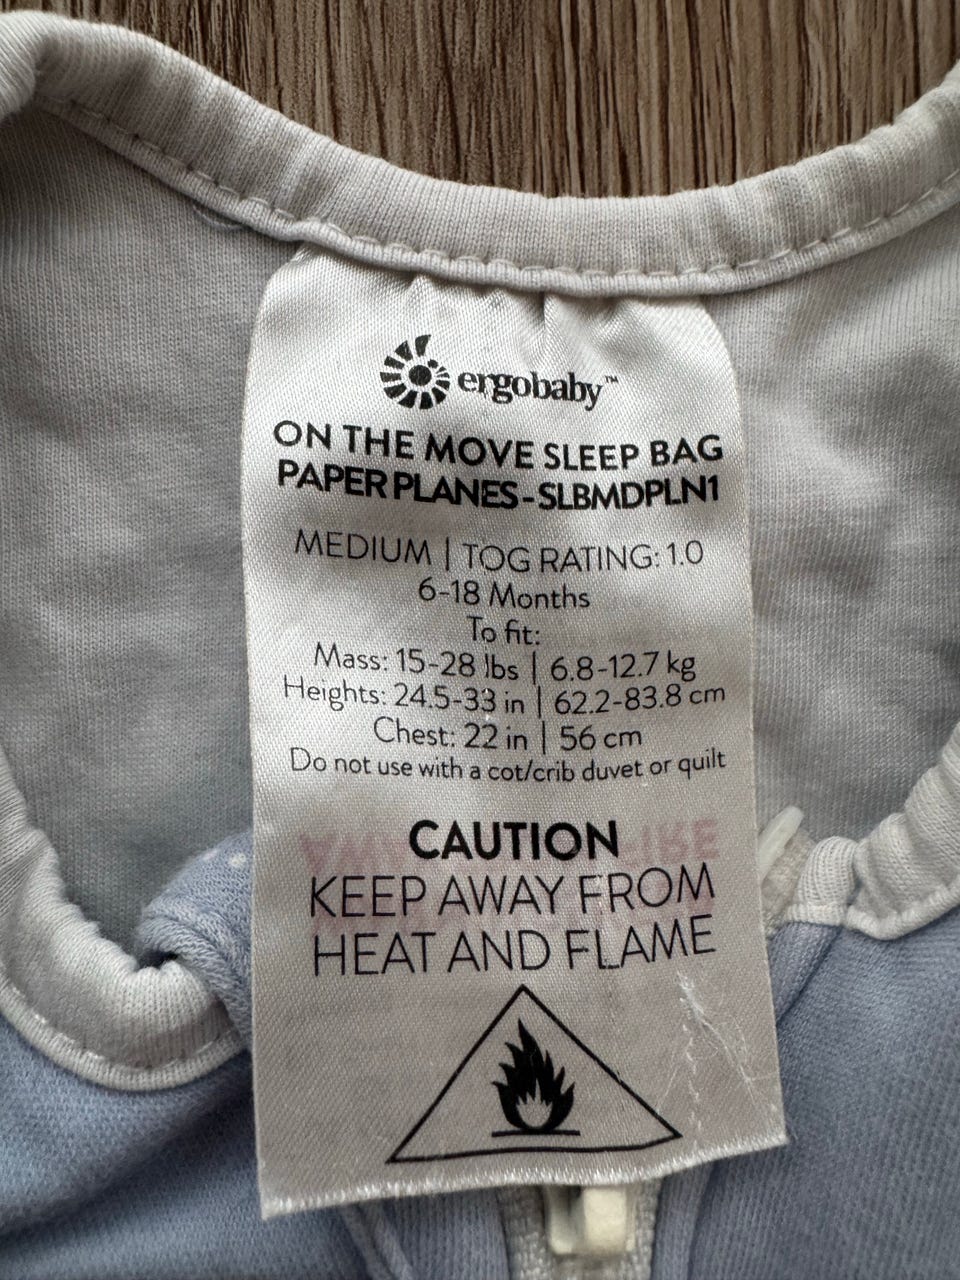 ergobaby™
ON THE MOVE SLEEP BAG
PAPER PLANES - SLBMDPLN1
MEDIUM | TOG RATING: 1.0
6-18 Months
To fit:
Mass: 15-28 lbs | 6.8-12.7 kg
Heights: 24.5-33 in | 62.2-83.8 cm
Chest: 22 in | 56 cm
Do not use with a cot/crib duvet or quilt
CAUTION
KEEP AWAY FROM
HEAT AND FLAME